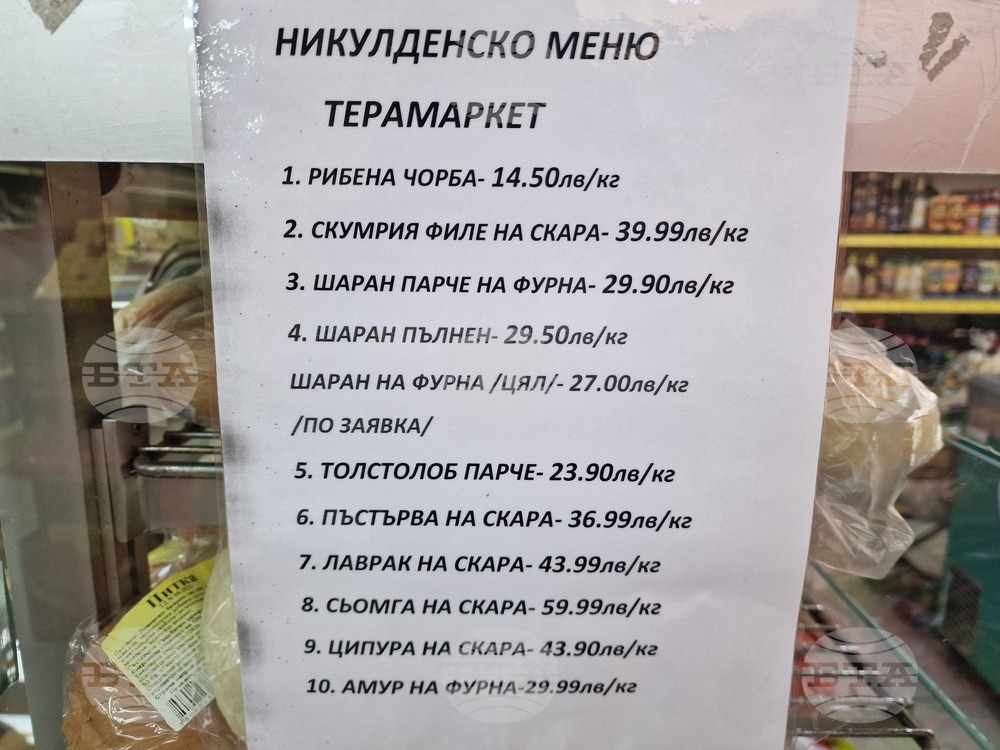 НИКУЛДЕНСКО МЕНЮ
ТЕРАМАРКЕТ
1. РИБЕНА ЧОРБА- 14.50лв/кг
2. СКУМРИЯ ФИЛЕ НА СКАРА- 39.99лв/кг
3. ШАРАН ПАРЧЕ НА ФУРНА- 29.90лв/кг
4. ШАРАН ПЪЛНЕН- 29.50лв/кг
ШАРАН НА ФУРНА /ЦЯЛ/- 27.00лв/кг
/ПО ЗАЯВКА/
5. ТОЛСТОЛОБ ПАРЧЕ- 23.90лв/кг
6. ПЪСТЪРВА НА СКАРА- 36.99лв/кг
7. ЛАВРАК НА СКАРА- 43.99лв/кг
8. СЬОМГА НА СКАРА- 59.99лв/кг
9. ЦИПУРА НА СКАРА- 43.90лв/кг
10. АМУР НА ФУРНА-29.99лв/кг
Питка
БТА
БТА